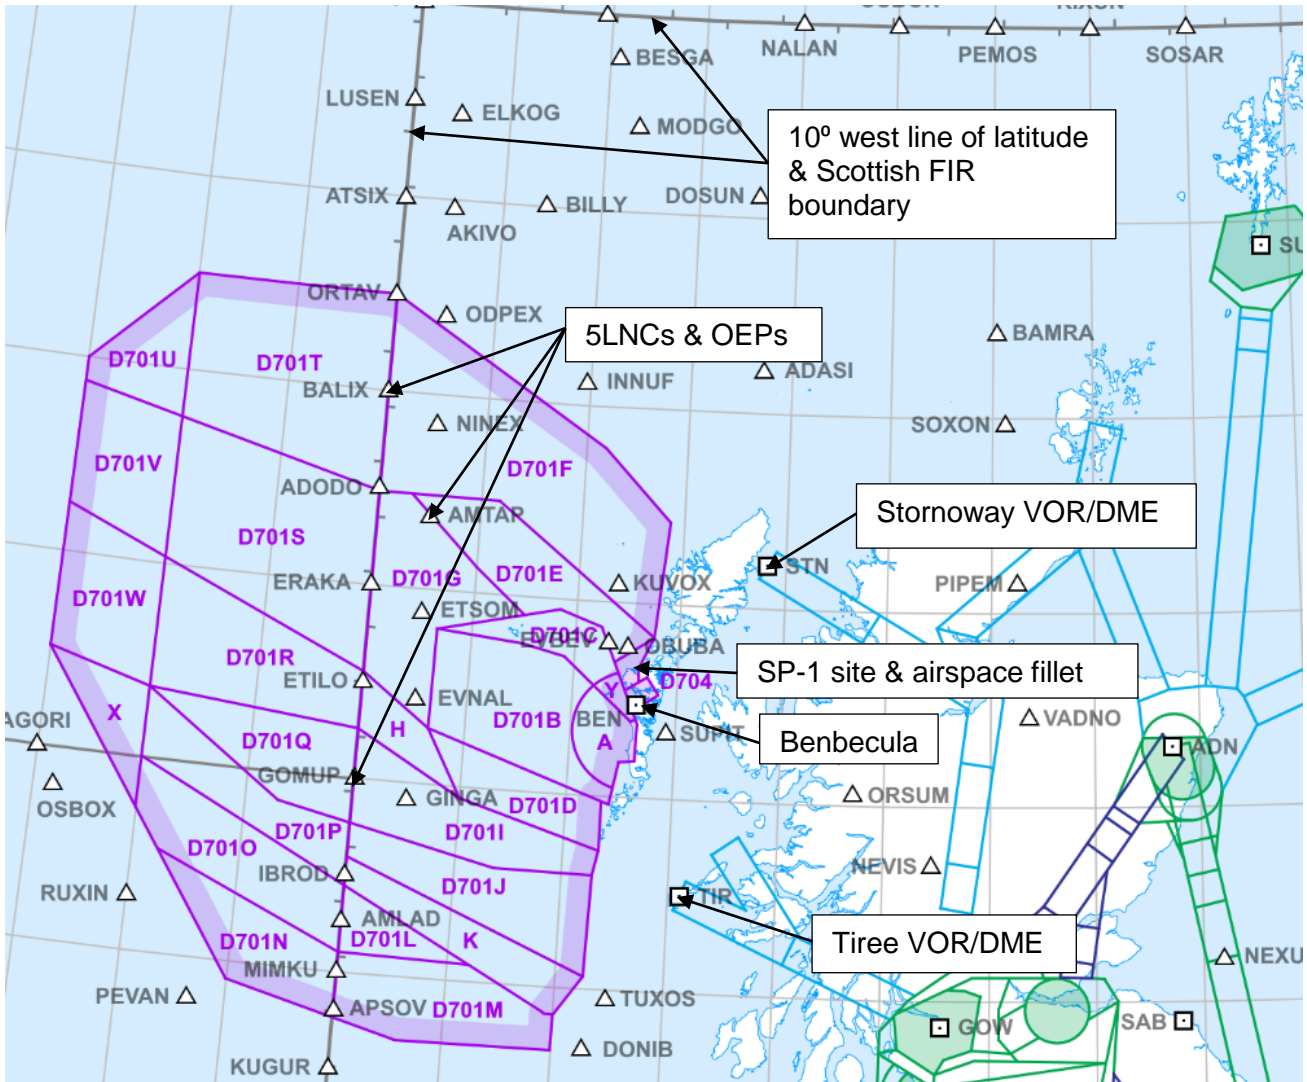 BESGA
NALAN
PEMOS
SOSAR
LUSEN
ELKOG
MODGO
10º west line of latitude
& Scottish FIR
boundary
ATSIX
AKIVO
BILLY
DOSUN
SU
ORTAV
ODPEX
5LNCs & OEPs
BAMRA
D701U
D701T
BALIX
INNUF
ADASI
NINEX
SOXON
D701V
D701F
ADODO
AMTAP
Stornoway VOR/DME
D701S
ERAKA
D701G
D701E
KUVOX
STN
PIPEM
D701W
ETSOM
D701C
EVBEV
OBUBA
D701R
ETILO
EVNAL
Y
D704
SP-1 site & airspace fillet
AGORI
X
D701Q
H
D701B
BEN
A
SUPIT
Benbecula
VADNO
ADN
OSBOX
GOMUP
GINGA
D701D
ORSUM
D701P
D701I
D701O
IBROD
D701J
NEVIS
RUXIN
AMLAD
TIR
D701N
D701L
K
Tiree VOR/DME
MIMKU
NEXU
PEVAN
APSOV
D701M
TUXOS
GOW
SAB
KUGUR
DONIB